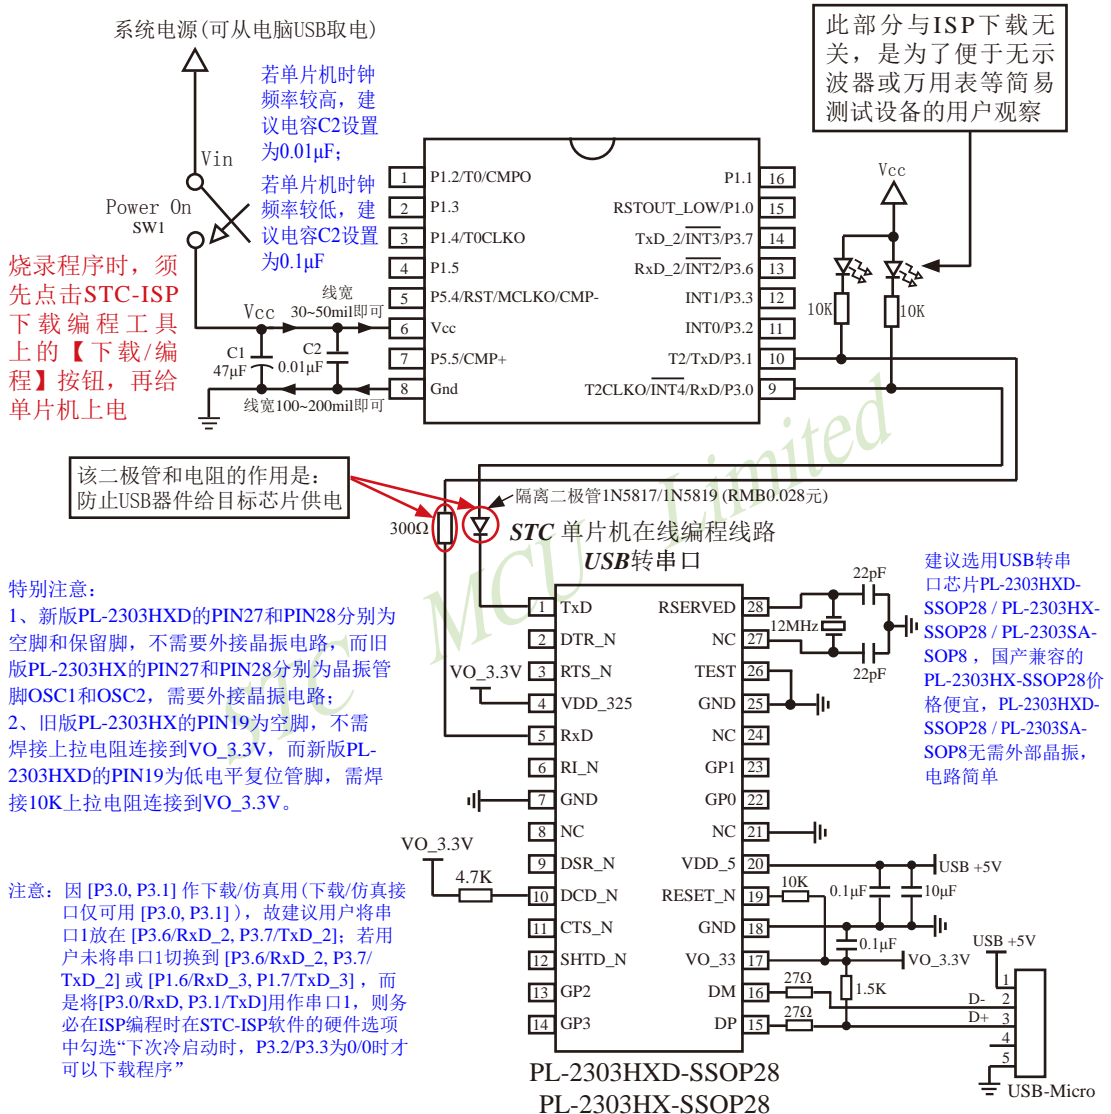 系统电源(可从电脑USB取电)
此部分与ISP下载无
关，是为了便于无示
波器或万用表等简易
测试设备的用户观察
若单片机时钟
频率较高，建
议电容C2设置
为0.01μF；
若单片机时钟
频率较低，建
议电容C2设置
为0.1μF
Vin
Power On
SW1
烧录程序时，须
先点击STC-ISP
下载编程工具
上的【下载/编
程】按钮，再给
单片机上电
Vcc
线宽
30~50mil即可
C1
47μF
C2
0.01μF
线宽100~200mil即可
1 P1.2/T0/CMPO
2 P1.3
3 P1.4/T0CLKO
4 P1.5
5 P5.4/RST/MCLKO/CMP-
6 Vcc
7 P5.5/CMP+
8 Gnd
P1.1 16
RSTOUT_LOW/P1.0 15
TxD_2/INT3/P3.7 14
RxD_2/INT2/P3.6 13
INT1/P3.3 12
INT0/P3.2 11
T2/TxD/P3.1 10
T2CLKO/INT4/RxD/P3.0 9
Vcc
10K
10K
该二极管和电阻的作用是：
防止USB器件给目标芯片供电
300Ω
隔离二极管1N5817/1N5819 (RMB0.028元)
STC 单片机在线编程线路
USB转串口
特别注意：
1、新版PL-2303HXD的PIN27和PIN28分别为
空脚和保留脚，不需要外接晶振电路，而旧
版PL-2303HX的PIN27和PIN28分别为晶振管
脚OSC1和OSC2，需要外接晶振电路；
2、旧版PL-2303HX的PIN19为空脚，不需
焊接上拉电阻连接到VO_3.3V，而新版PL-
2303HXD的PIN19为低电平复位管脚，需焊
接10K上拉电阻连接到VO_3.3V。
建议选用USB转串
口芯片PL-2303HXD-
SSOP28 / PL-2303HX-
SSOP28 / PL-2303SA-
SOP8 ，国产兼容的
PL-2303HX-SSOP28价
格便宜，PL-2303HXD-
SSOP28 / PL-2303SA-
SOP8无需外部晶振，
电路简单
1 TxD
2 DTR_N
3 RTS_N
4 VDD_325
5 RxD
6 RI_N
7 GND
8 NC
9 DSR_N
10 DCD_N
11 CTS_N
12 SHTD_N
13 GP2
14 GP3
RSERVED 28
NC 27
TEST 26
GND 25
NC 24
GP1 23
GP0 22
NC 21
VDD_5 20
RESET_N 19
GND 18
VO_33 17
DM 16
DP 15
VO_3.3V
VO_3.3V
4.7K
22pF
12MHz
22pF
USB +5V
10K
0.1μF
10μF
0.1μF
VO_3.3V
27Ω
27Ω
1.5K
USB +5V
D-
D+
1
2
3
4
5
USB-Micro
注意：因 [P3.0, P3.1] 作下载/仿真用(下载/仿真接
口仅可用 [P3.0, P3.1] )，故建议用户将串
口1放在 [P3.6/RxD_2, P3.7/TxD_2]；若用
户未将串口1切换到 [P3.6/RxD_2, P3.7/
TxD_2] 或 [P1.6/RxD_3, P1.7/TxD_3] ，而
是将[P3.0/RxD, P3.1/TxD]用作串口1，则务
必在ISP编程时在STC-ISP软件的硬件选项
中勾选“下次冷启动时，P3.2/P3.3为0/0时才
可以下载程序”
PL-2303HXD-SSOP28
PL-2303HX-SSOP28
STC MCU Limited